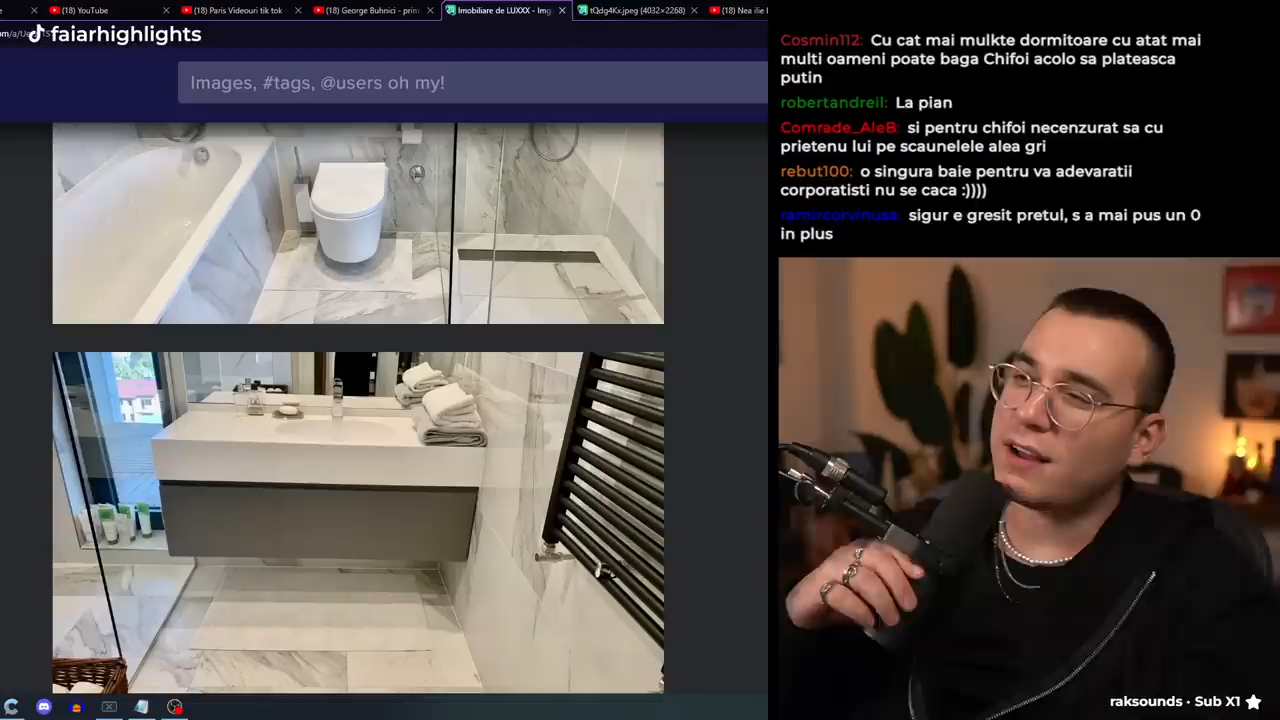 (18) YouTube
(18) Paris Videouri tik tok
(18) George Buhnici - prim
Imobiliare de LUXXX - Img
tQdg4Kx.jpeg (4032×2268)
(18) Nea Ilie
faiarhighlights
Images, #tags, @users oh my!
Cosmin112: Cu cat mai mulkte dormitoare cu atat mai
multi oameni poate baga Chifoi acolo sa plateasca
putin
robertandreil: La pian
Comrade_AleB: si pentru chifoi necenzurat sa cu
prietenu lui pe scaunelele alea gri
rebut100: o singura baie pentru va adevaratii
corporatisti nu se caca :))))
ramircorvinusa: sigur e gresit pretul, s a mai pus un 0
in plus
raksounds · Sub X1